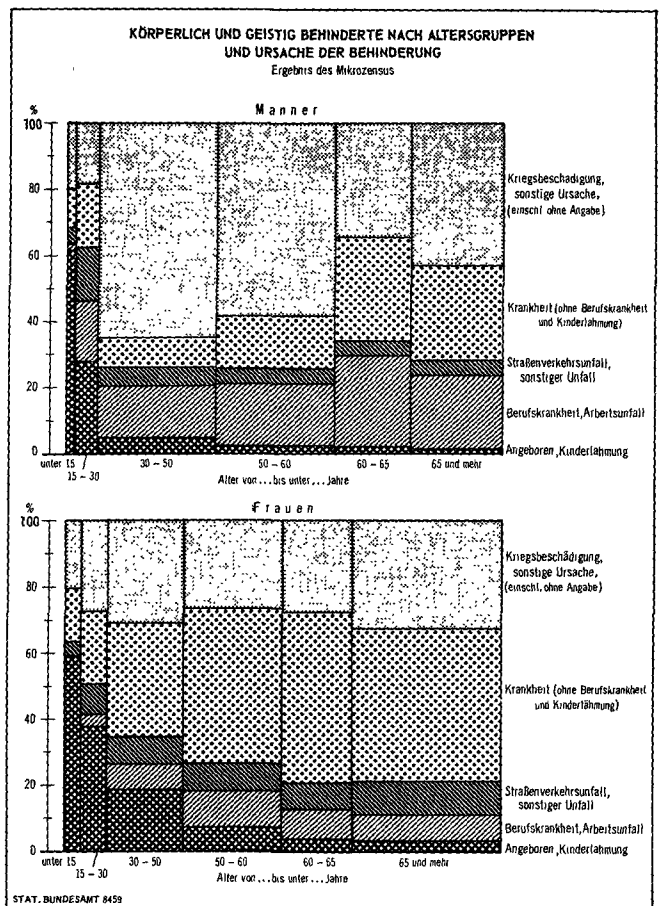 KÖRPERLICH UND GEISTIG BEHINDERTE NACH ALTERSGRUPPEN
UND URSACHE DER BEHINDERUNG
Ergebnis des Mikrozensus
%
Manner
100
80
60
40
20
0
Kriegsbeschadigung,
sonstige Ursache,
(einschl. ohne Angabe)
Krankheit (ohne Berufskrankheit
und Kinderlahmung)
Straßenverkehrsunfall,
sonstiger Unfall
Berufskrankheit, Arbeitsunfall
Angeboren, Kinderlahmung
unter 15
15 – 30
30 – 50
50 – 60
60 – 65
65 und mehr
Alter von ... bis unter ... Jahre
%
Frauen
100
80
60
40
20
0
Kriegsbeschädigung,
sonstige Ursache,
(einschl. ohne Angabe)
Krankheit (ohne Berufskrankheit
und Kinderlähmung)
Straßenverkehrsunfall,
sonstiger Unfall
Berufskrankheit, Arbeitsunfall
Angeboren, Kinderlahmung
unter 15
15 – 30
30 – 50
50 – 60
60 – 65
65 und mehr
Alter von ... bis unter ... Jahre
STAT. BUNDESAMT 8459